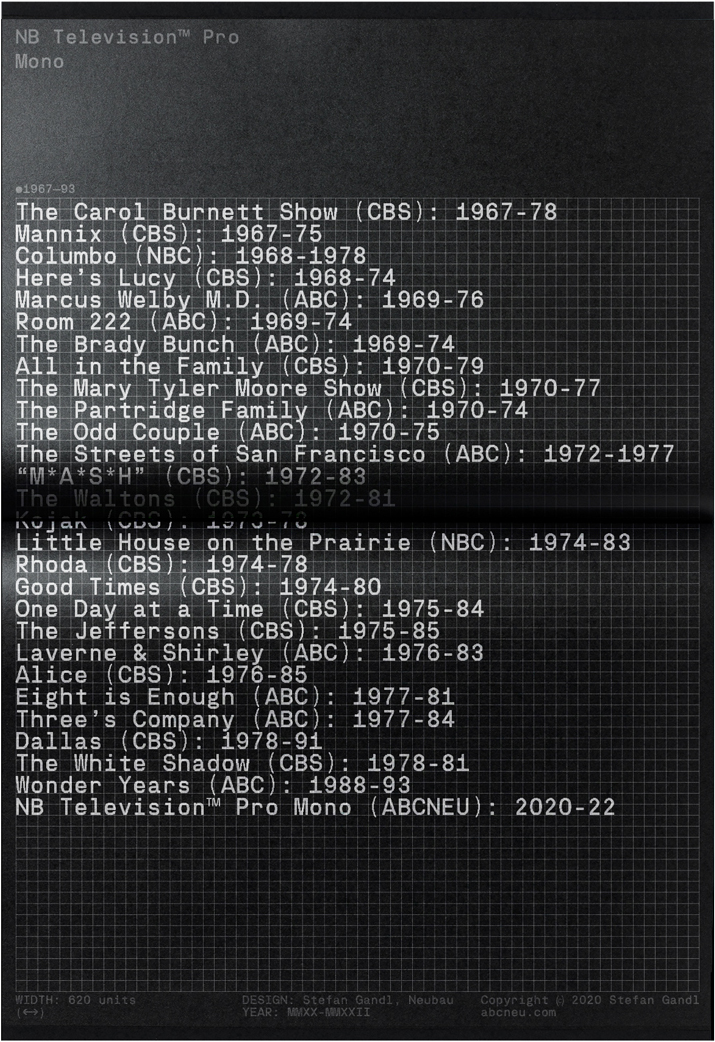 NB Television™ Pro
Mono
●1967—93
The Carol Burnett Show (CBS): 1967-78
Mannix (CBS): 1967-75
Columbo (NBC): 1968-1978
Here’s Lucy (CBS): 1968-74
Marcus Welby M.D. (ABC): 1969-76
Room 222 (ABC): 1969-74
The Brady Bunch (ABC): 1969-74
All in the Family (CBS): 1970-79
The Mary Tyler Moore Show (CBS): 1970-77
The Partridge Family (ABC): 1970-74
The Odd Couple (ABC): 1970-75
The Streets of San Francisco (ABC): 1972-1977
“M*A*S*H” (CBS): 1972-83
The Waltons (CBS): 1972-81
Kojak (CBS): 1973-78
Little House on the Prairie (NBC): 1974-83
Rhoda (CBS): 1974-78
Good Times (CBS): 1974-80
One Day at a Time (CBS): 1975-84
The Jeffersons (CBS): 1975-85
Laverne & Shirley (ABC): 1976-83
Alice (CBS): 1976-85
Eight is Enough (ABC): 1977-81
Three’s Company (ABC): 1977-84
Dallas (CBS): 1978-91
The White Shadow (CBS): 1978-81
Wonder Years (ABC): 1988-93
NB Television™ Pro Mono (ABCNEU): 2020-22
WIDTH: 620 units
(↔)
DESIGN: Stefan Gandl, Neubau
YEAR: MMXX-MMXXII
Copyright © 2020 Stefan Gandl
abcneu.com